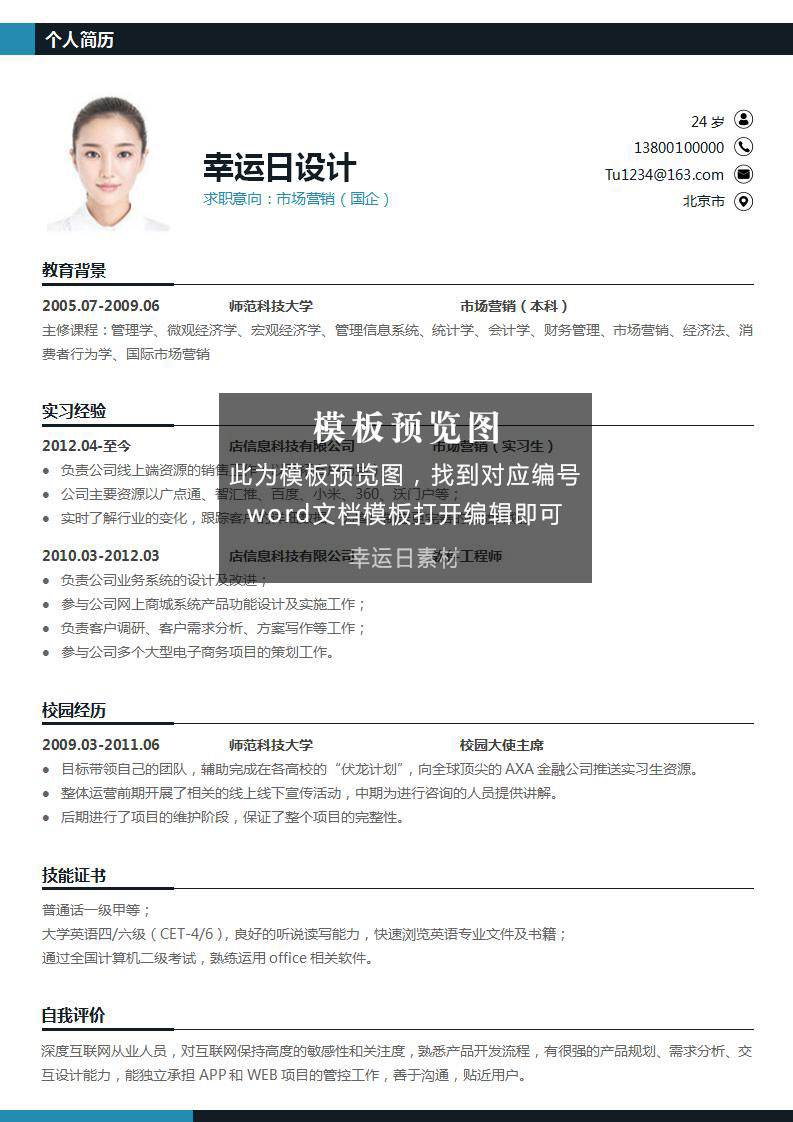 个人简历
24 岁
13800100000
Tu1234@163.com
北京市
幸运日设计
求职意向：市场营销（国企）
教育背景
2005.07-2009.06 师范科技大学 市场营销（本科）
主修课程：管理学、微观经济学、宏观经济学、管理信息系统、统计学、会计学、财务管理、市场营销、经济法、消
费者行为学、国际市场营销
实习经验
模板预览图
2012.04-至今 店信息科技有限公司 市场营销（实习生）
负责公司线上端资源的销售
此为模板预览图，找到对应编号
公司主要资源以广点通、智汇推、百度、小米、360、沃门户等；
word文档模板打开编辑即可
实时了解行业的变化，跟踪客户的
2010.03-2012.03 店信息科技有限公司 工程师
幸运日素材
负责公司业务系统的设计及改进；
参与公司网上商城系统产品功能设计及实施工作；
负责客户调研、客户需求分析、方案写作等工作；
参与公司多个大型电子商务项目的策划工作。
校园经历
2009.03-2011.06 师范科技大学 校园大使主席
目标带领自己的团队，辅助完成在各高校的“伏龙计划”，向全球顶尖的 AXA 金融公司推送实习生资源。
整体运营前期开展了相关的线上线下宣传活动，中期为进行咨询的人员提供讲解。
后期进行了项目的维护阶段，保证了整个项目的完整性。
技能证书
普通话一级甲等；
大学英语四/六级（CET-4/6），良好的听说读写能力，快速浏览英语专业文件及书籍；
通过全国计算机二级考试，熟练运用 office 相关软件。
自我评价
深度互联网从业人员，对互联网保持高度的敏感性和关注度，熟悉产品开发流程，有很强的产品规划、需求分析、交
互设计能力，能独立承担 APP 和 WEB 项目的管控工作，善于沟通，贴近用户。